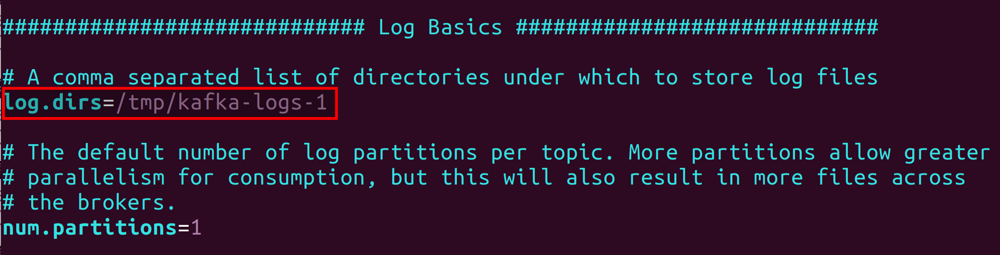 ############################# Log Basics #############################
# A comma separated list of directories under which to store log files
log.dirs=/tmp/kafka-logs-1
# The default number of log partitions per topic. More partitions allow greater
# parallelism for consumption, but this will also result in more files across
# the brokers.
num.partitions=1